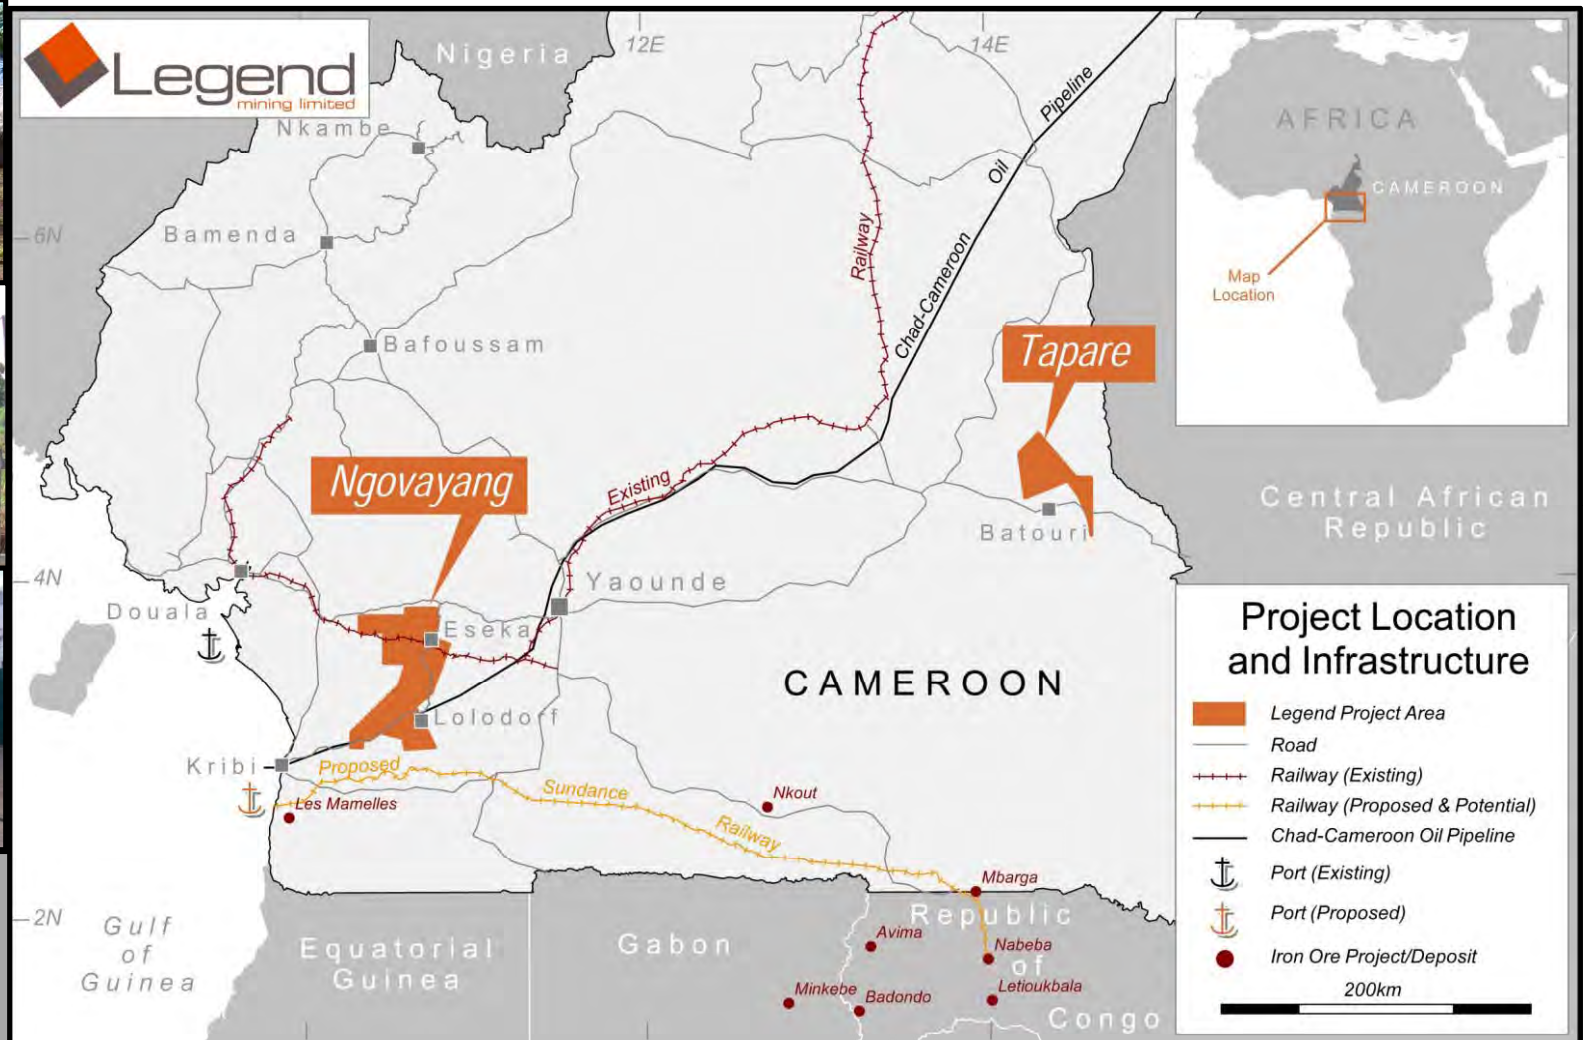 Legend
mining limited
Nigeria
12E
14E
Nkambe
Bamenda
6N
Bafoussam
Railway
Chad-Cameroon
Oil
Pipeline
AFRICA
CAMEROON
Map
Location
Tapare
Ngovayang
Existing
Batouri
Central African
Republic
4N
Yaounde
Douala
Eseka
CAMEROON
Lolodorf
Kribi
Proposed
Sundance
Railway
Les Mamelles
Nkout
Mbarga
2N
Gulf
of
Guinea
Equatorial
Guinea
Gabon
Republic
of
Congo
Avima
Nabeba
Minkebe
Badondo
Letioukbala
Project Location
and Infrastructure
Legend Project Area
Road
Railway (Existing)
Railway (Proposed & Potential)
Chad-Cameroon Oil Pipeline
Port (Existing)
Port (Proposed)
Iron Ore Project/Deposit
200km